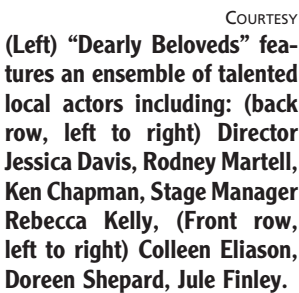 COURTESY
(Left) “Dearly Beloveds” fea-
tures an ensemble of talented
local actors including: (back
row, left to right) Director
Jessica Davis, Rodney Martell,
Ken Chapman, Stage Manager
Rebecca Kelly, (Front row,
left to right) Colleen Eliason,
Doreen Shepard, Jule Finley.